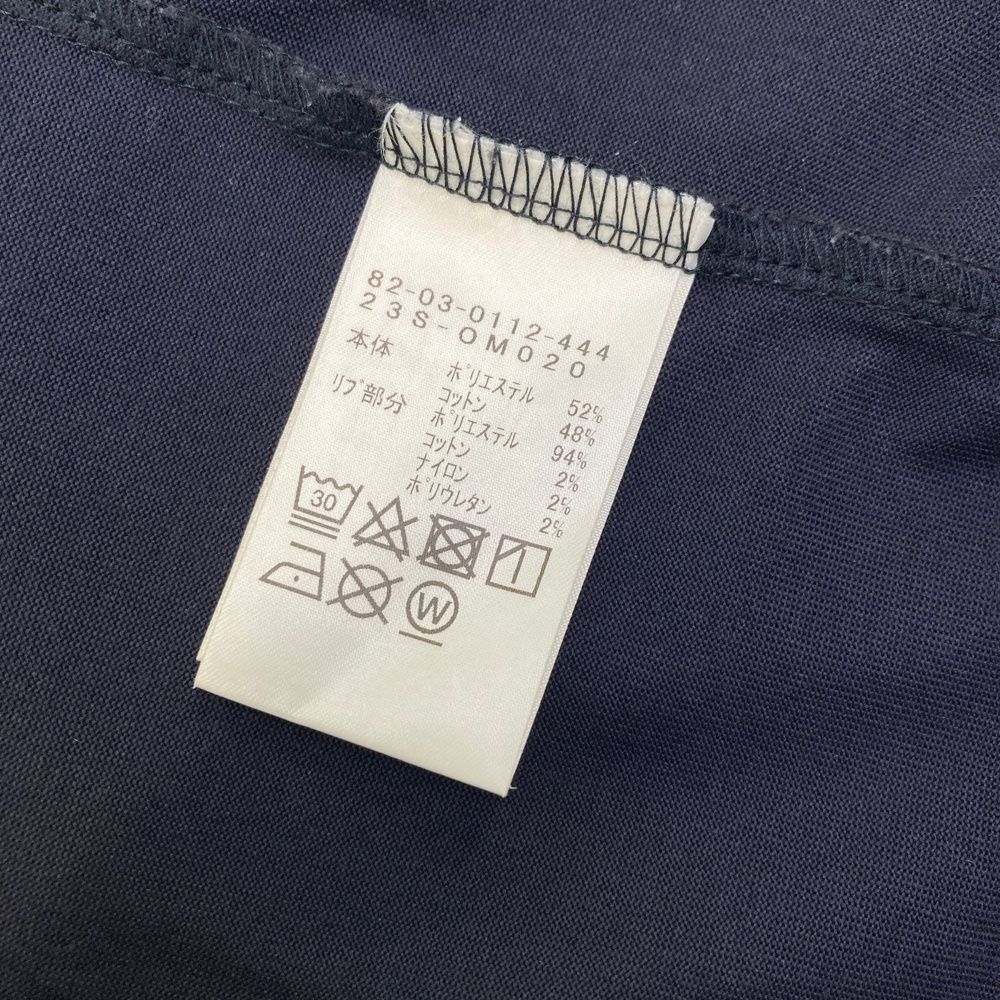 82-03-0112-444
23S-OM020
本体 ポリエステル 52%
コットン 48%
リブ部分 ポリエステル 94%
コットン 2%
ナイロン 2%
ポリウレタン 2%
30
W